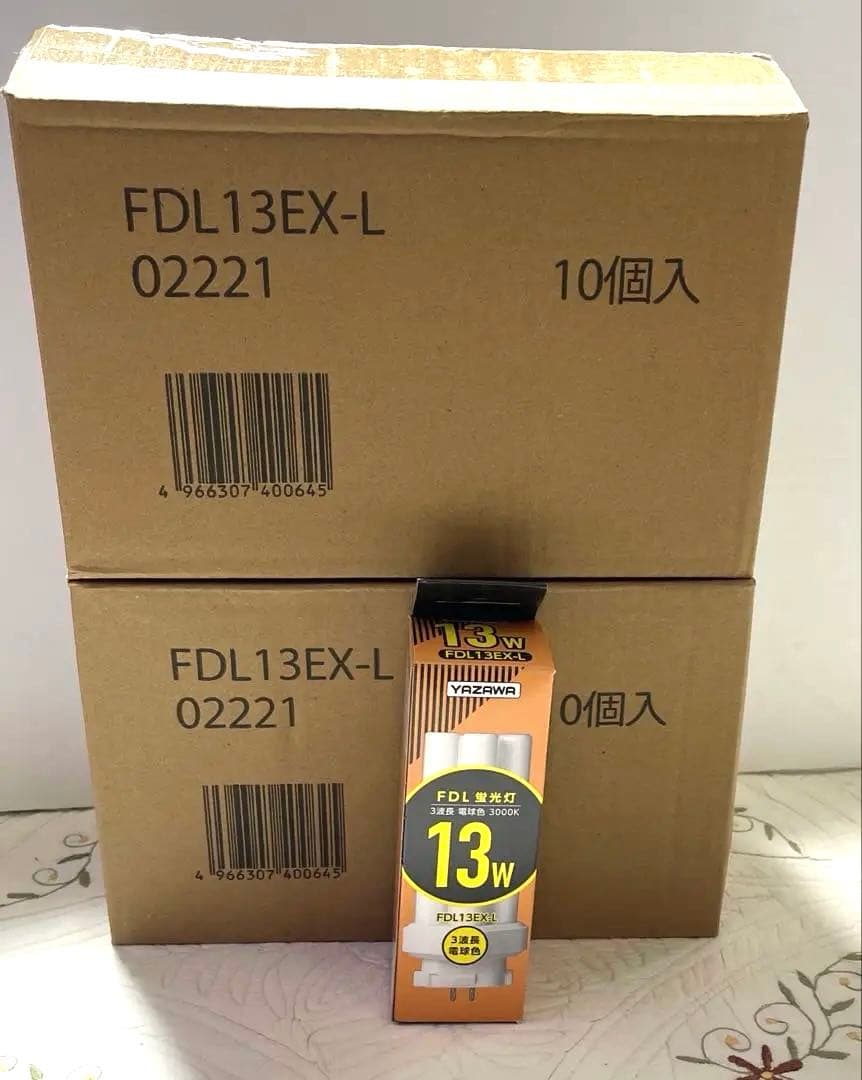 FDL13EX-L
02221
10個入
4 966307 400645
FDL13EX-L
02221
0個入
4 966307 400645
13W
FDL13EX-L
YAZAWA
FDL 蛍光灯
3波長 電球色 3000K
13W
FDL13EX-L
3波長
電球色